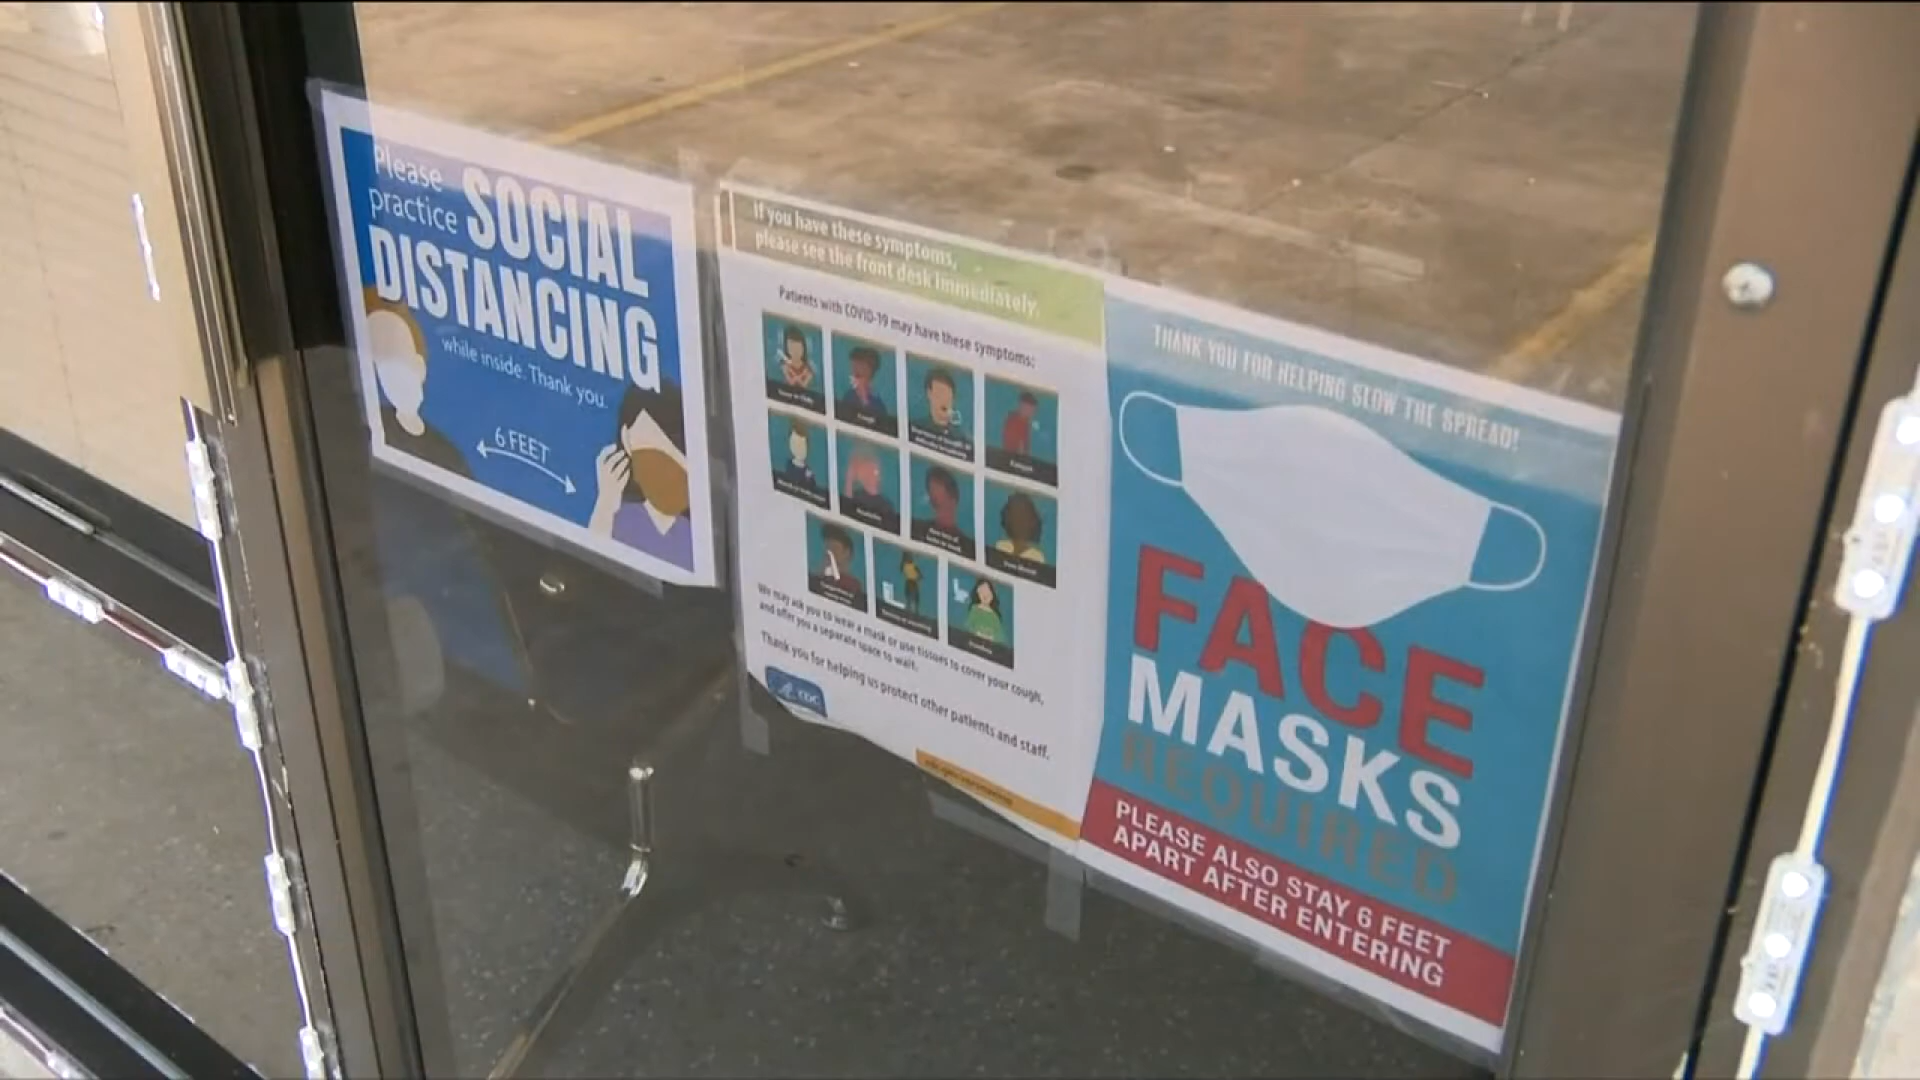 Please
practice SOCIAL
DISTANCING
while inside. Thank you.
6 FEET
If you have these symptoms,
please see the front desk immediately.
Patients with COVID-19 may have these symptoms:
Cough
Fatigue
Headache
We may ask you to wear a mask or use tissues to cover your cough,
and offer you a separate space to wait.
Thank you for helping us protect other patients and staff.
CDC
THANK YOU FOR HELPING SLOW THE SPREAD!
FACE
MASKS
REQUIRED
PLEASE ALSO STAY 6 FEET
APART AFTER ENTERING